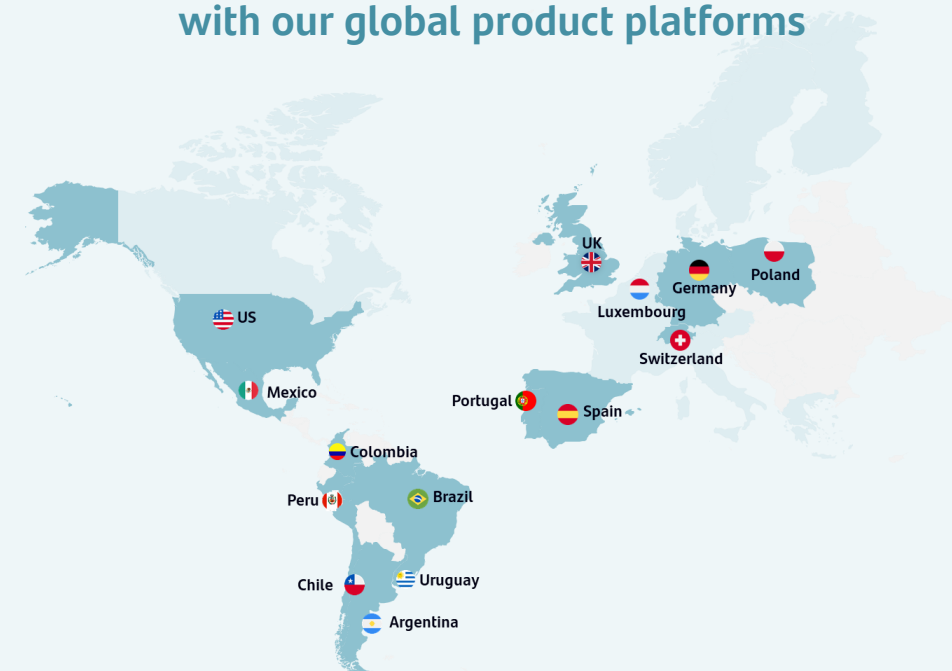 with our global product platforms
UK
Poland
Germany
Luxembourg
US
Switzerland
Mexico
Portugal
Spain
Colombia
Peru
Brazil
Chile
Uruguay
Argentina